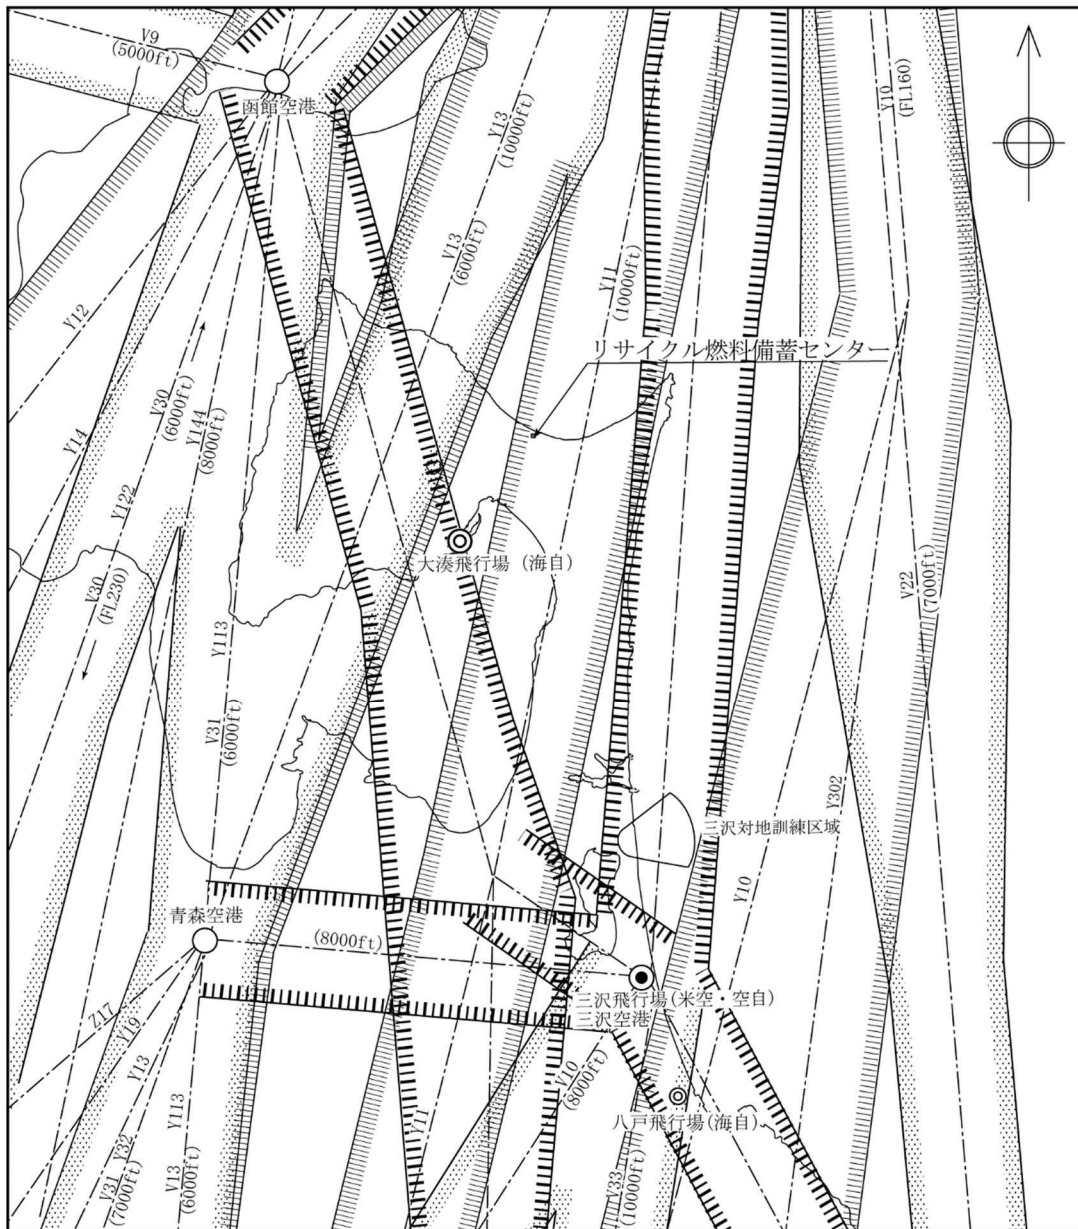 V9
(5000ft)
函館空港
Y13
(10000ft)
Y10
(FL160)
V13
(6000ft)
Y11
(10000ft)
Y12
リサイクル燃料備蓄センター
V30
(6000ft)
Y144
(8000ft)
Y14
Y122
V30
(FL230)
大湊飛行場（海自）
V22
(7000ft)
Y113
V31
(6000ft)
Y302
三沢対地訓練区域
Y10
青森空港
(8000ft)
三沢飛行場(米空・空自)
三沢空港
Z17
Y19
Y13
V10
(8000ft)
Y113
Y11
八戸飛行場(海自)
V31
Y32
(7000ft)
V13
(6000ft)
V33
(10000ft)